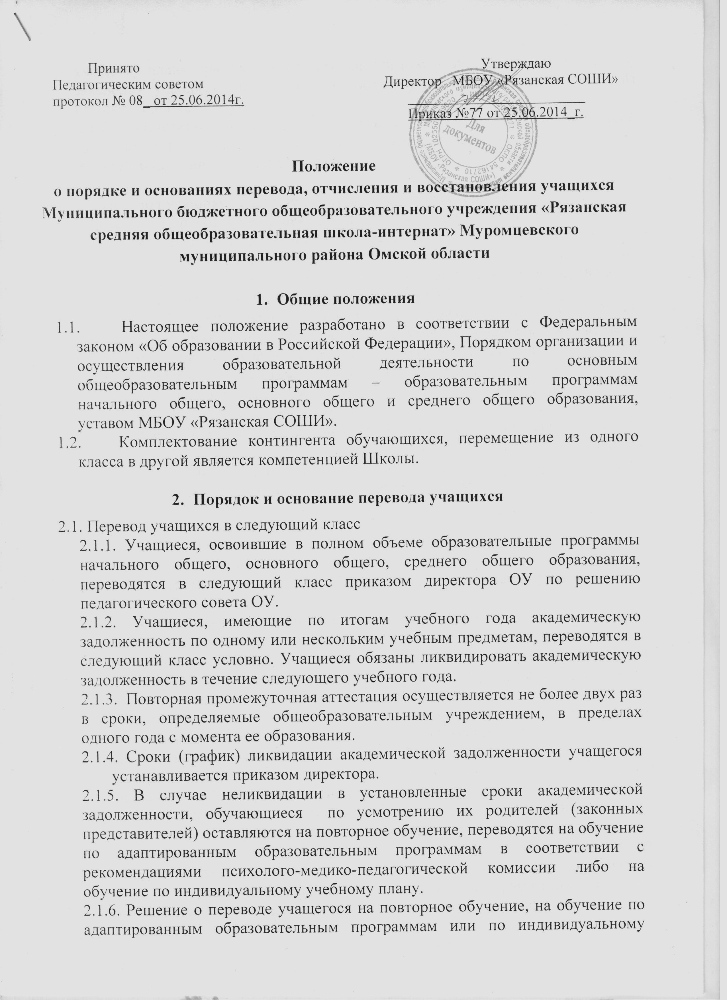 Принято
Педагогическим советом
протокол № 08_ от 25.06.2014г.
Утверждаю
Директор МБОУ «Рязанская СОШИ»
Приказ №77 от 25.06.2014_г.
Для
документов
Положение
о порядке и основаниях перевода, отчисления и восстановления учащихся
Муниципального бюджетного общеобразовательного учреждения «Рязанская
средняя общеобразовательная школа-интернат» Муромцевского
муниципального района Омской области
1. Общие положения
1.1. Настоящее положение разработано в соответствии с Федеральным
законом «Об образовании в Российской Федерации», Порядком организации и
осуществления образовательной деятельности по основным
общеобразовательным программам – образовательным программам
начального общего, основного общего и среднего общего образования,
уставом МБОУ «Рязанская СОШИ».
1.2. Комплектование контингента обучающихся, перемещение из одного
класса в другой является компетенцией Школы.
2. Порядок и основание перевода учащихся
2.1. Перевод учащихся в следующий класс
2.1.1. Учащиеся, освоившие в полном объеме образовательные программы
начального общего, основного общего, среднего общего образования,
переводятся в следующий класс приказом директора ОУ по решению
педагогического совета ОУ.
2.1.2. Учащиеся, имеющие по итогам учебного года академическую
задолженность по одному или нескольким учебным предметам, переводятся в
следующий класс условно. Учащиеся обязаны ликвидировать академическую
задолженность в течение следующего учебного года.
2.1.3. Повторная промежуточная аттестация осуществляется не более двух раз
в сроки, определяемые общеобразовательным учреждением, в пределах
одного года с момента ее образования.
2.1.4. Сроки (график) ликвидации академической задолженности учащегося
устанавливается приказом директора.
2.1.5. В случае неликвидации в установленные сроки академической
задолженности, обучающиеся по усмотрению их родителей (законных
представителей) оставляются на повторное обучение, переводятся на обучение
по адаптированным образовательным программам в соответствии с
рекомендациями психолого-медико-педагогической комиссии либо на
обучение по индивидуальному учебному плану.
2.1.6. Решение о переводе учащегося на повторное обучение, на обучение по
адаптированным образовательным программам или по индивидуальному